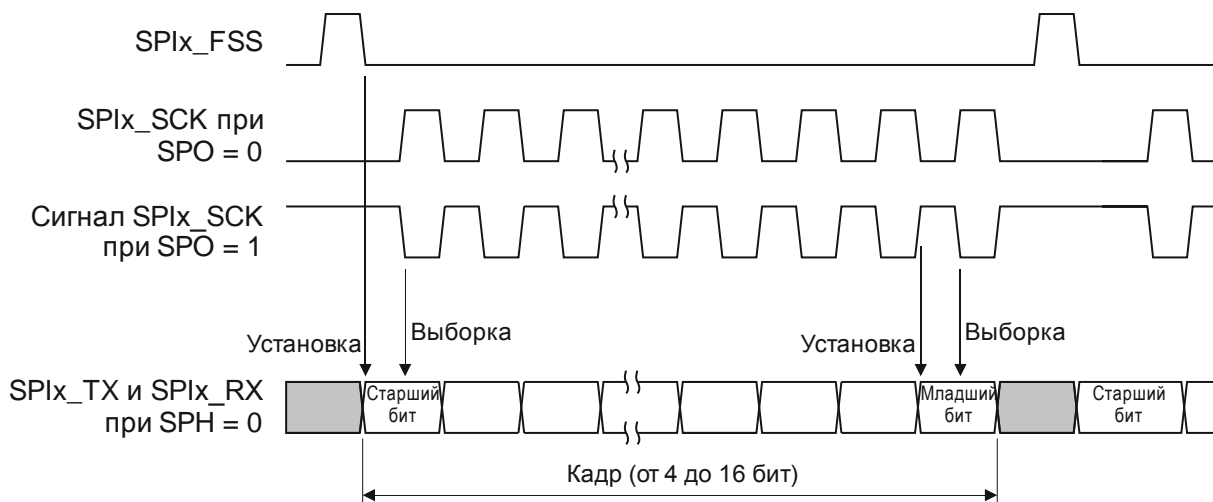 SPIx_FSS
SPIx_SCK при
SPO = 0
Сигнал SPIx_SCK
при SPO = 1
Установка
Выборка
Установка
Выборка
SPIx_TX и SPIx_RX
при SPH = 0
Старший
бит
Младший
бит
Старший
бит
Кадр (от 4 до 16 бит)